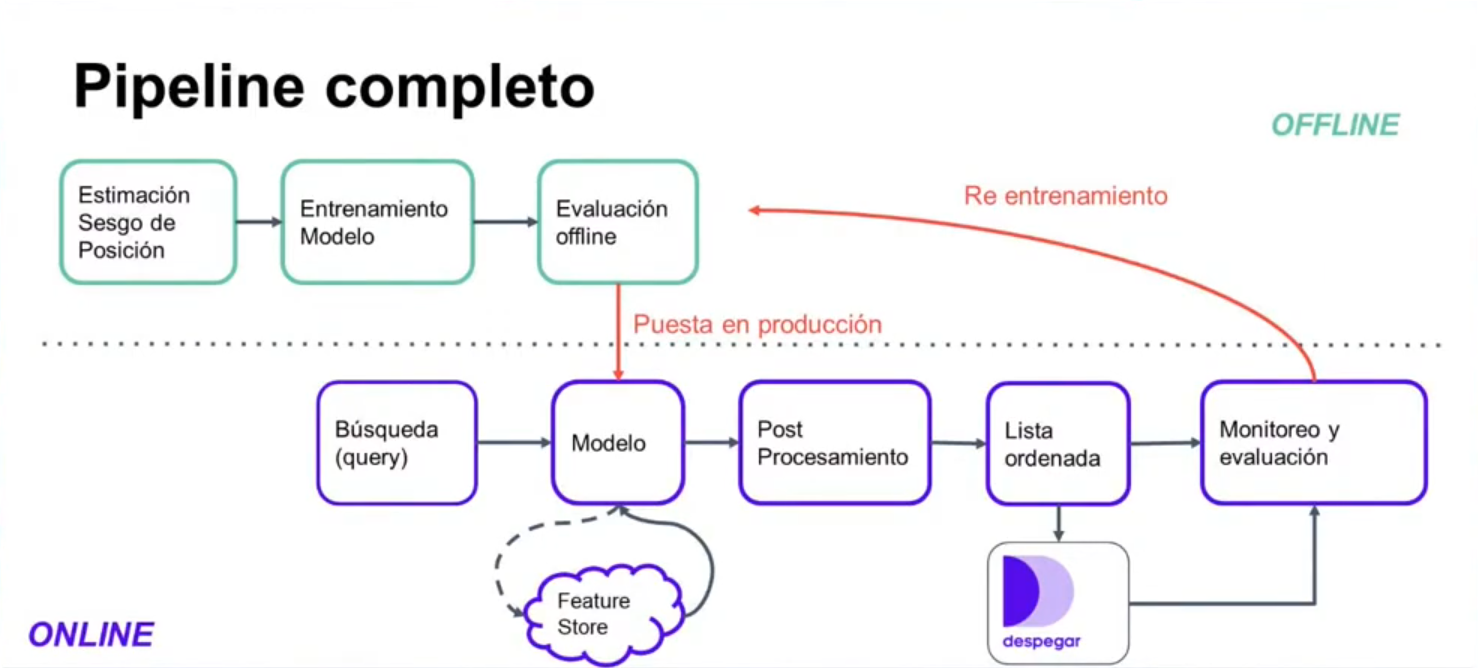 Pipeline completo
OFFLINE
Estimación
Sesgo de
Posición
Entrenamiento
Modelo
Evaluación
offline
Re entrenamiento
Puesta en producción
Búsqueda
(query)
Modelo
Post
Procesamiento
Lista
ordenada
Monitoreo y
evaluación
Feature
Store
despegar
ONLINE